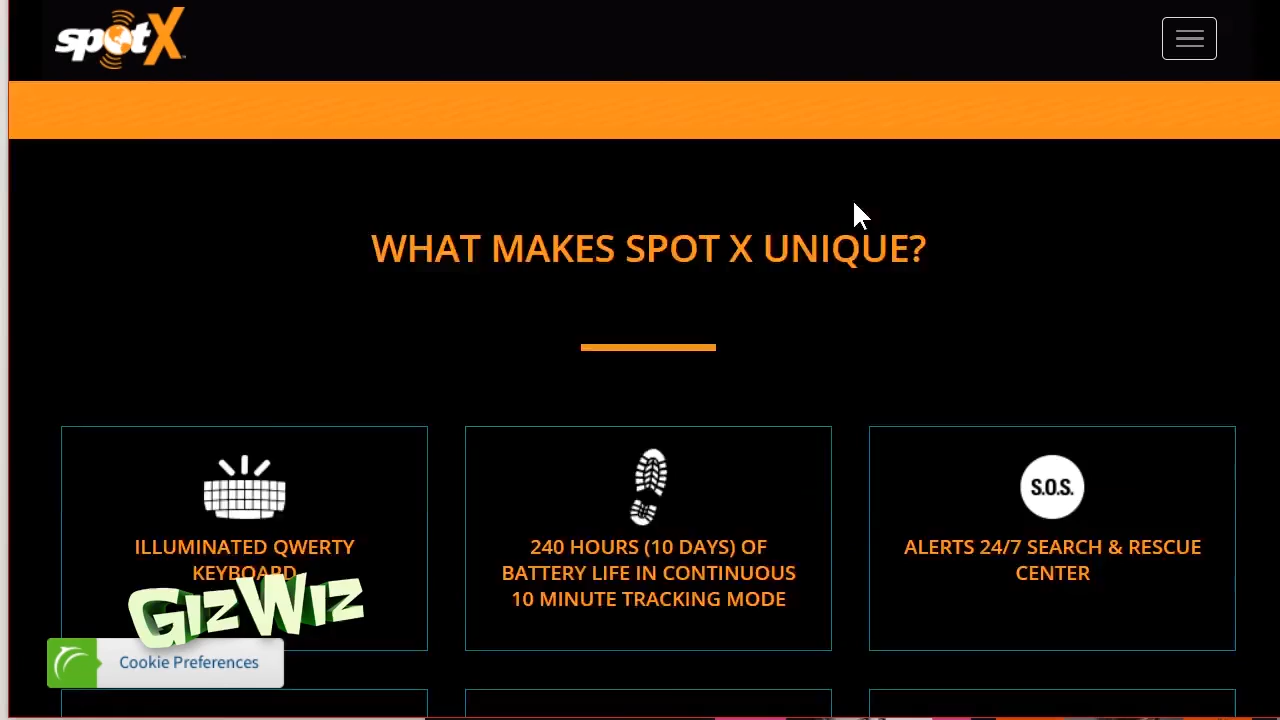 spotX
WHAT MAKES SPOT X UNIQUE?
ILLUMINATED QWERTY
KEYBOARD
240 HOURS (10 DAYS) OF
BATTERY LIFE IN CONTINUOUS
10 MINUTE TRACKING MODE
S.O.S.
ALERTS 24/7 SEARCH & RESCUE
CENTER
GIZWIZ
Cookie Preferences